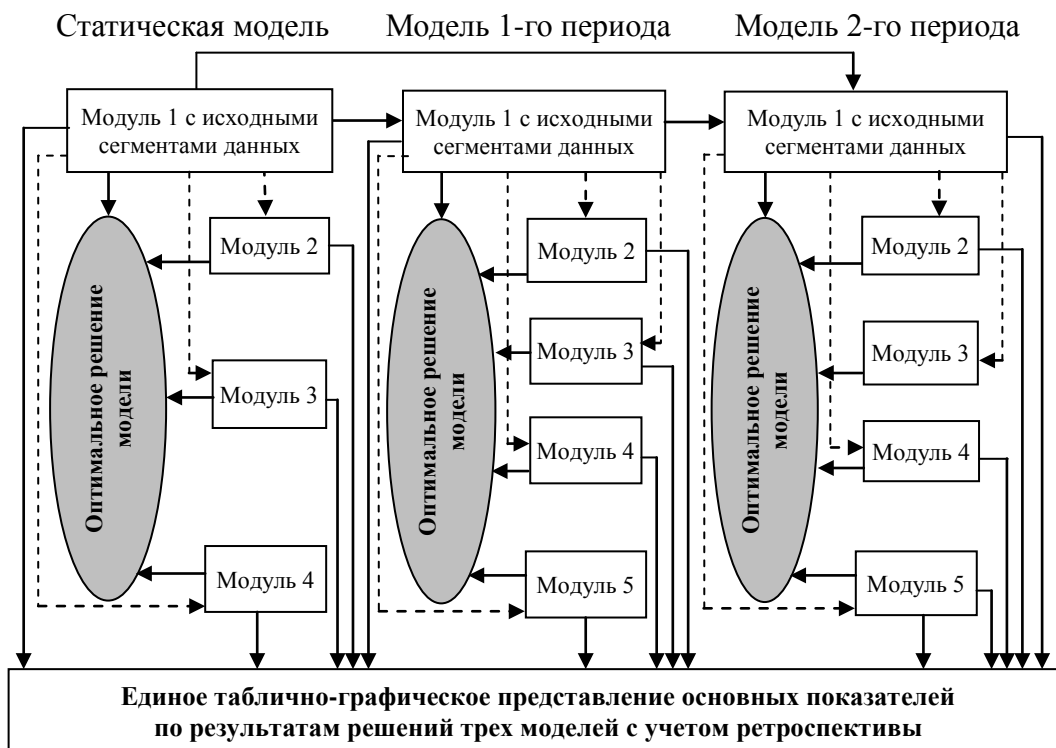 Статическая модель
Модель 1-го периода
Модель 2-го периода
Модуль 1 с исходными
сегментами данных
Модуль 1 с исходными
сегментами данных
Модуль 1 с исходными
сегментами данных
Оптимальное решение
модели
Модуль 2
Модуль 3
Модуль 4
Оптимальное решение
модели
Модуль 2
Модуль 3
Модуль 4
Модуль 5
Оптимальное решение
модели
Модуль 2
Модуль 3
Модуль 4
Модуль 5
Единое таблично-графическое представление основных показателей
по результатам решений трех моделей с учетом ретроспективы